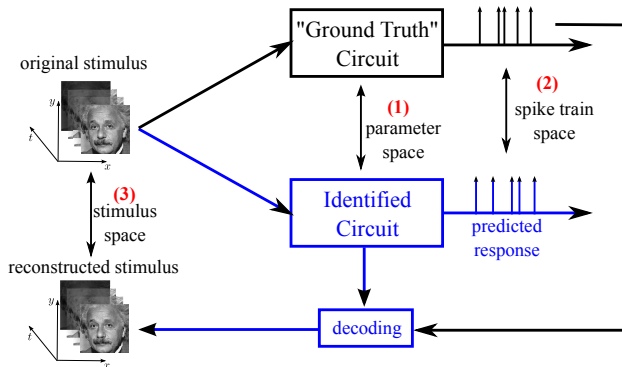 "Ground Truth"
Circuit
original stimulus
y
t
x
(1)
parameter
space
(2)
spike train
space
(3)
stimulus
space
Identified
Circuit
predicted
response
reconstructed stimulus
y
t
x
decoding